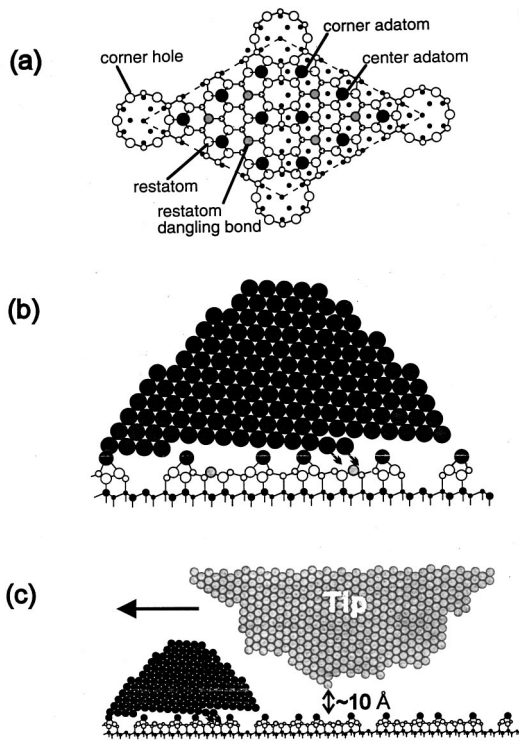 (a)
corner hole
corner adatom
center adatom
restatom
restatom
dangling bond
(b)
(c)
Tip
~10 Å